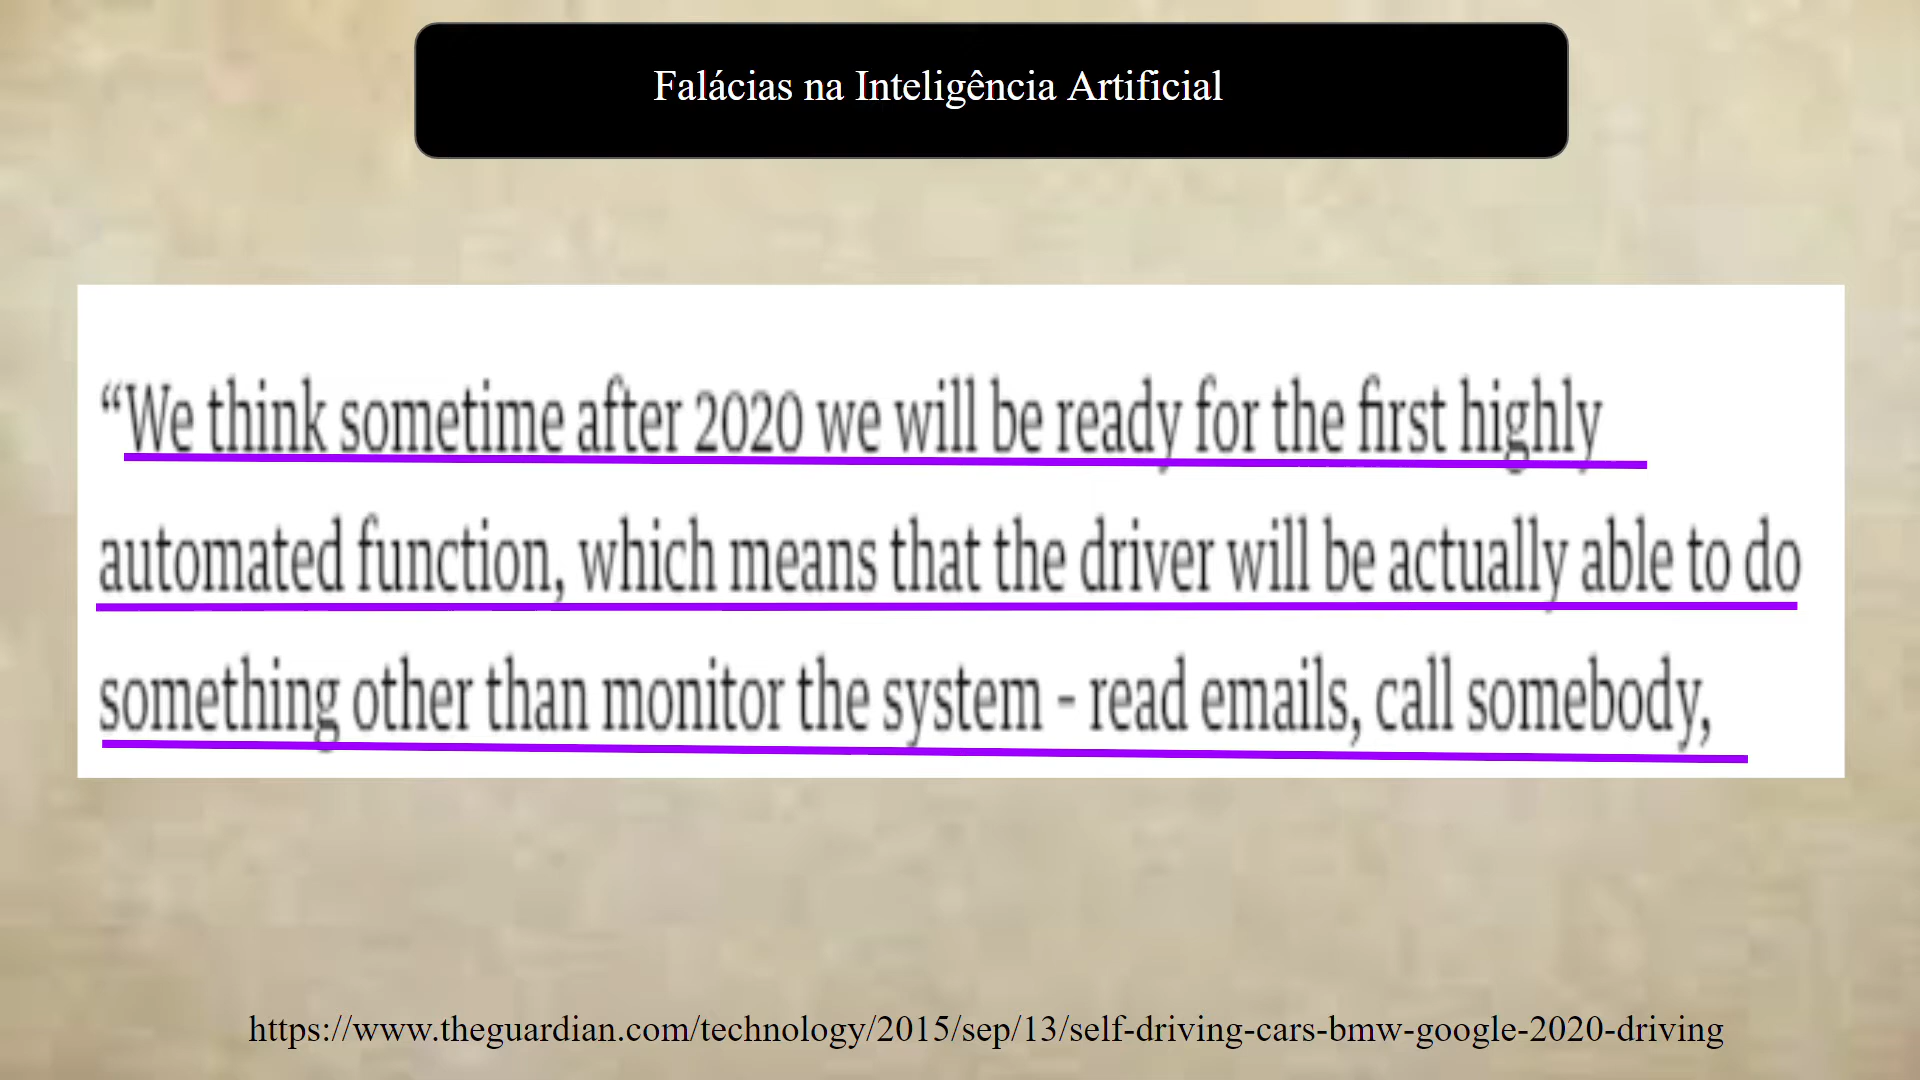 Falácias na Inteligência Artificial
“We think sometime after 2020 we will be ready for the first highly
automated function, which means that the driver will be actually able to do
something other than monitor the system - read emails, call somebody,
https://www.theguardian.com/technology/2015/sep/13/self-driving-cars-bmw-google-2020-driving